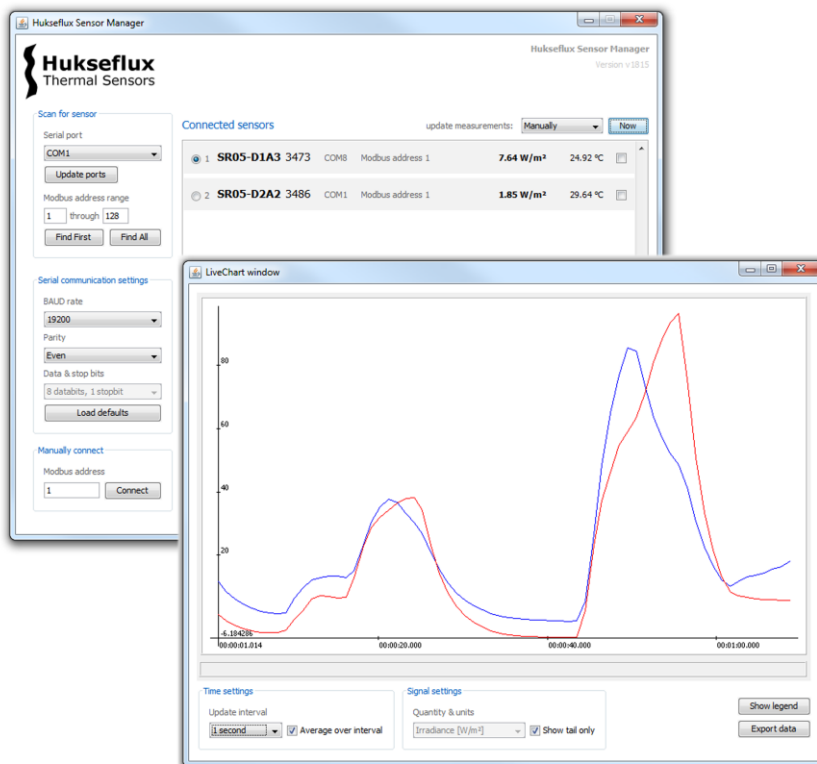 Hukseflux Sensor Manager
Hukseflux Sensor Manager
Version v1815
Hukseflux
Thermal Sensors
Scan for sensor
Serial port
COM1
Update ports
Modbus address range
1 through 128
Find First Find All
Serial communication settings
BAUD rate
19200
Parity
Even
Data & stop bits
8 databits, 1 stopbit
Load defaults
Manually connect
Modbus address
1 Connect
Connected sensors update measurements: Manually Now
1 SR05-D1A3 3473 COM8 Modbus address 1 7.64 W/m² 24.92 ºC
2 SR05-D2A2 3486 COM1 Modbus address 1 1.85 W/m² 29.64 ºC
LiveChart window
80
60
40
20
-6.184286
00:00:01.014 00:00:20.000 00:00:40.000 00:01:00.000
Time settings
Update interval
1 second Average over interval
Signal settings
Quantity & units
Irradiance [W/m²] Show tail only
Show legend
Export data